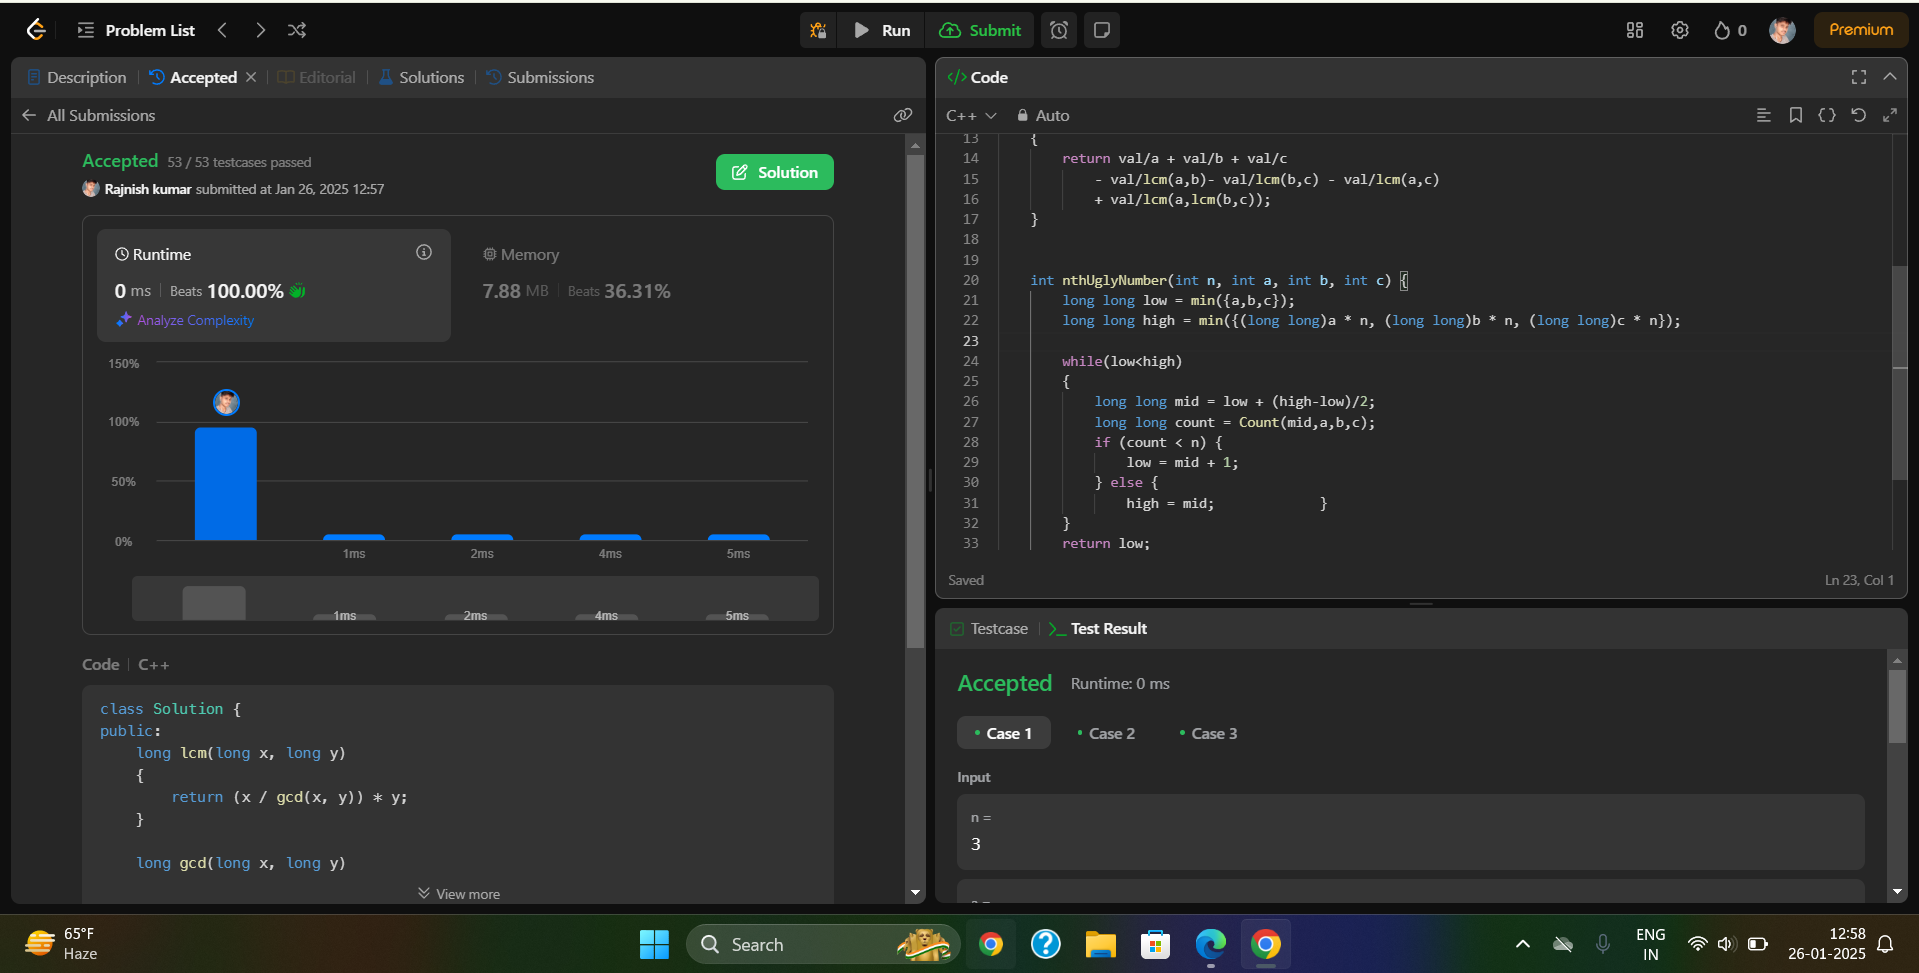 Problem List
Run
Submit
0
Premium
Description
Accepted
Editorial
Solutions
Submissions
All Submissions
Accepted 53 / 53 testcases passed
Rajnish kumar submitted at Jan 26, 2025 12:57
Solution
Runtime
0 ms Beats 100.00%
Analyze Complexity
Memory
7.88 MB Beats 36.31%
150%
100%
50%
0%
1ms 2ms 4ms 5ms
1ms 2ms 4ms 5ms
Code C++
class Solution {
public:
long lcm(long x, long y)
{
return (x / gcd(x, y)) * y;
}
long gcd(long x, long y)
View more
</> Code
C++
Auto
13 {
14 return val/a + val/b + val/c
15 - val/lcm(a,b)- val/lcm(b,c) - val/lcm(a,c)
16 + val/lcm(a,lcm(b,c));
17 }
18
19
20 int nthUglyNumber(int n, int a, int b, int c) {
21 long long low = min({a,b,c});
22 long long high = min({(long long)a * n, (long long)b * n, (long long)c * n});
23
24 while(low<high)
25 {
26 long long mid = low + (high-low)/2;
27 long long count = Count(mid,a,b,c);
28 if (count < n) {
29 low = mid + 1;
30 } else {
31 high = mid; }
32 }
33 return low;
Saved
Ln 23, Col 1
Testcase
Test Result
Accepted Runtime: 0 ms
Case 1
Case 2
Case 3
Input
n =
3
65°F
Haze
Search
ENG
IN
12:58
26-01-2025